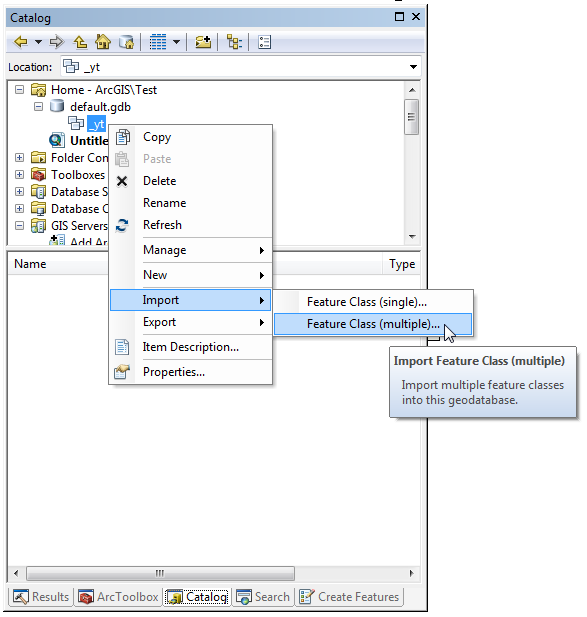 Catalog
Location: _yt
Home - ArcGIS\Test
default.gdb
_yt
Untitle
Folder Con
Toolboxes
Database S
Database C
GIS Servers
Add Ar
Copy
Paste
Delete
Rename
Refresh
Manage
New
Import
Export
Item Description...
Properties...
Feature Class (single)...
Feature Class (multiple)...
Import Feature Class (multiple)
Import multiple feature classes
into this geodatabase.
Name Type
Results ArcToolbox Catalog Search Create Features